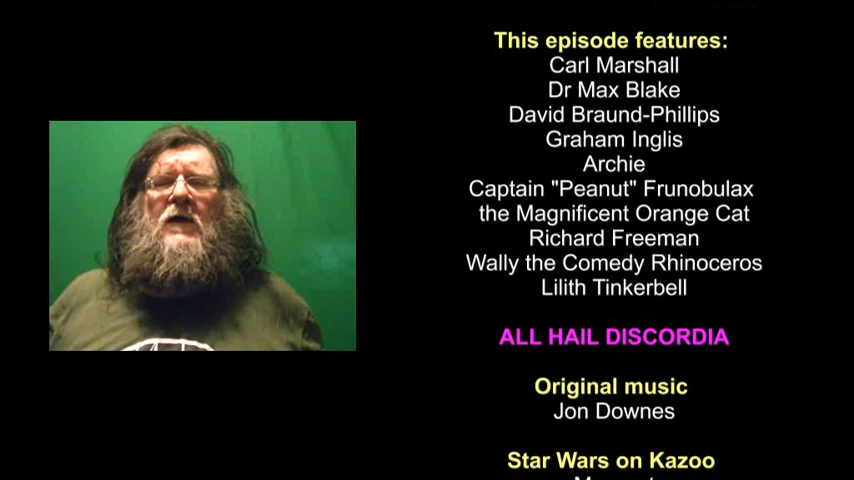 This episode features:
Carl Marshall
Dr Max Blake
David Braund-Phillips
Graham Inglis
Archie
Captain "Peanut" Frunobulax
the Magnificent Orange Cat
Richard Freeman
Wally the Comedy Rhinoceros
Lilith Tinkerbell
ALL HAIL DISCORDIA
Original music
Jon Downes
Star Wars on Kazoo